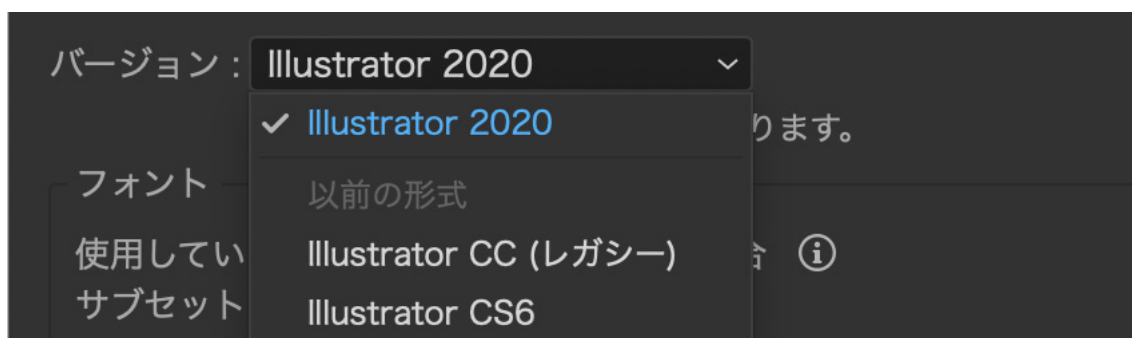 バージョン : Illustrator 2020
Illustrator 2020
ります。
フォント
以前の形式
使用してい
Illustrator CC (レガシー)
サブセット
Illustrator CS6